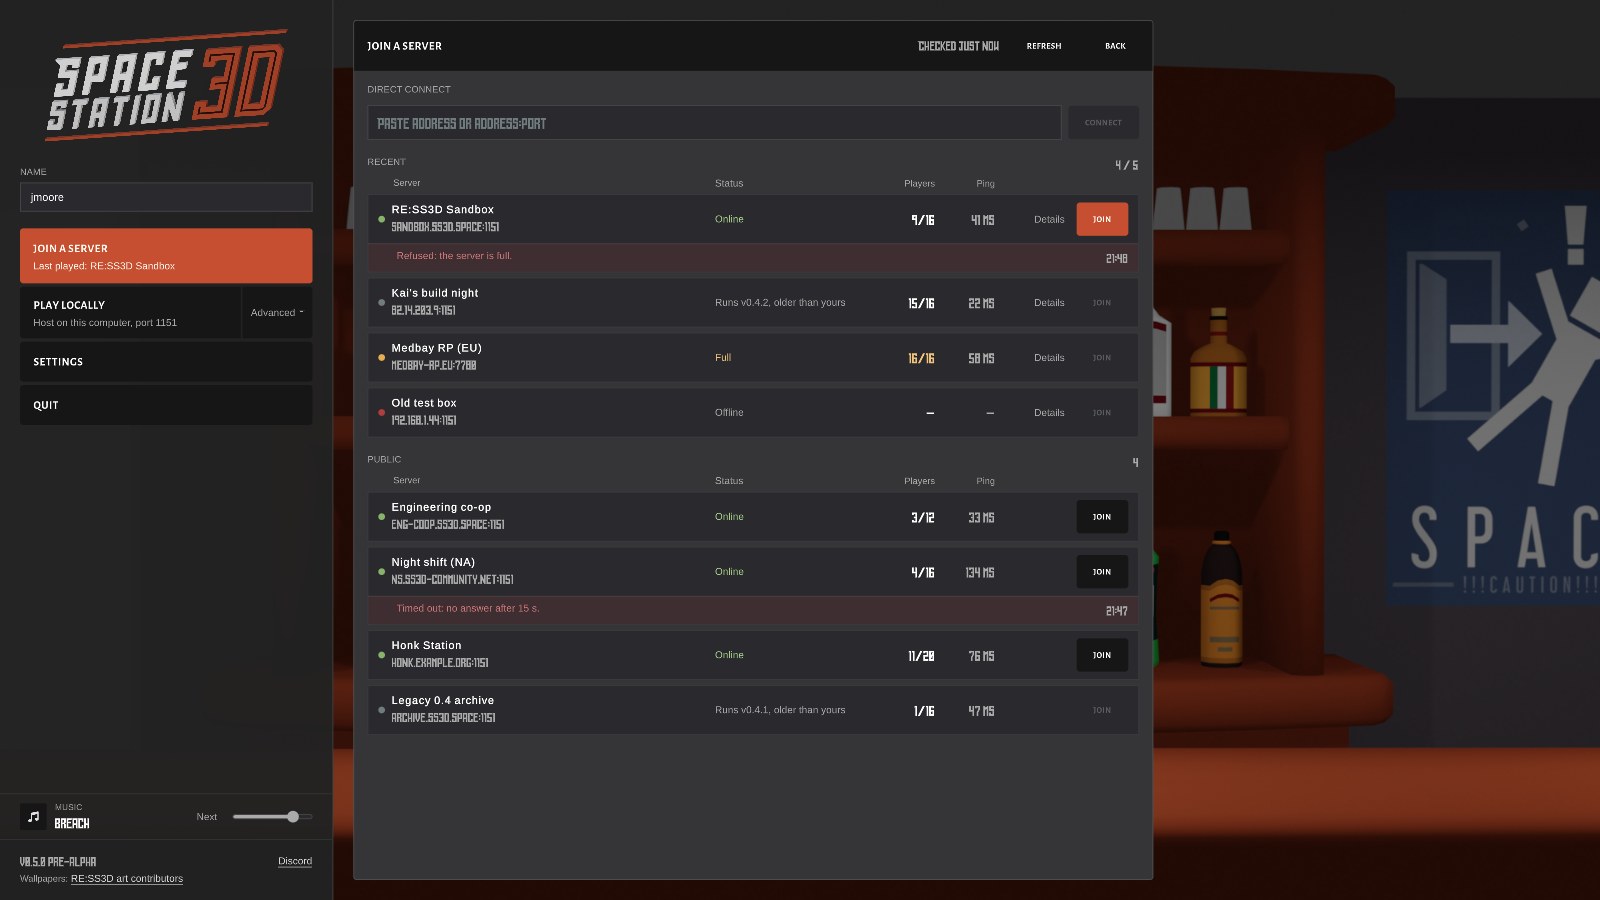 SPACE STATION 3D
NAME
jmoore
JOIN A SERVER
Last played: RE:SS3D Sandbox
PLAY LOCALLY
Host on this computer, port 1151
Advanced
SETTINGS
QUIT
MUSIC
BREACH
Next
V0.5.0 PRE-ALPHA
Discord
Wallpapers: RE:SS3D art contributors
JOIN A SERVER
CHECKED JUST NOW
REFRESH
BACK
DIRECT CONNECT
PASTE ADDRESS OR ADDRESS:PORT
CONNECT
RECENT
4 / 5
Server Status Players Ping
RE:SS3D Sandbox
SANDBOX.SS3D.SPACE:1151
Online
9/16
41 MS
Details
JOIN
Refused: the server is full.
21:48
Kai's build night
82.14.203.9:1151
Runs v0.4.2, older than yours
15/16
22 MS
Details
JOIN
Medbay RP (EU)
MEDBAY-RP.EU:7780
Full
16/16
58 MS
Details
JOIN
Old test box
192.168.1.44:1151
Offline
–
–
Details
JOIN
PUBLIC
4
Server Status Players Ping
Engineering co-op
ENG-COOP.SS3D.SPACE:1151
Online
3/12
33 MS
JOIN
Night shift (NA)
NS.SS3D-COMMUNITY.NET:1151
Online
4/16
134 MS
JOIN
Timed out: no answer after 15 s.
21:47
Honk Station
HONK.EXAMPLE.ORG:1151
Online
11/20
76 MS
JOIN
Legacy 0.4 archive
ARCHIVE.SS3D.SPACE:1151
Runs v0.4.1, older than yours
1/16
47 MS
JOIN
SPAC
!!!CAUTION!!!